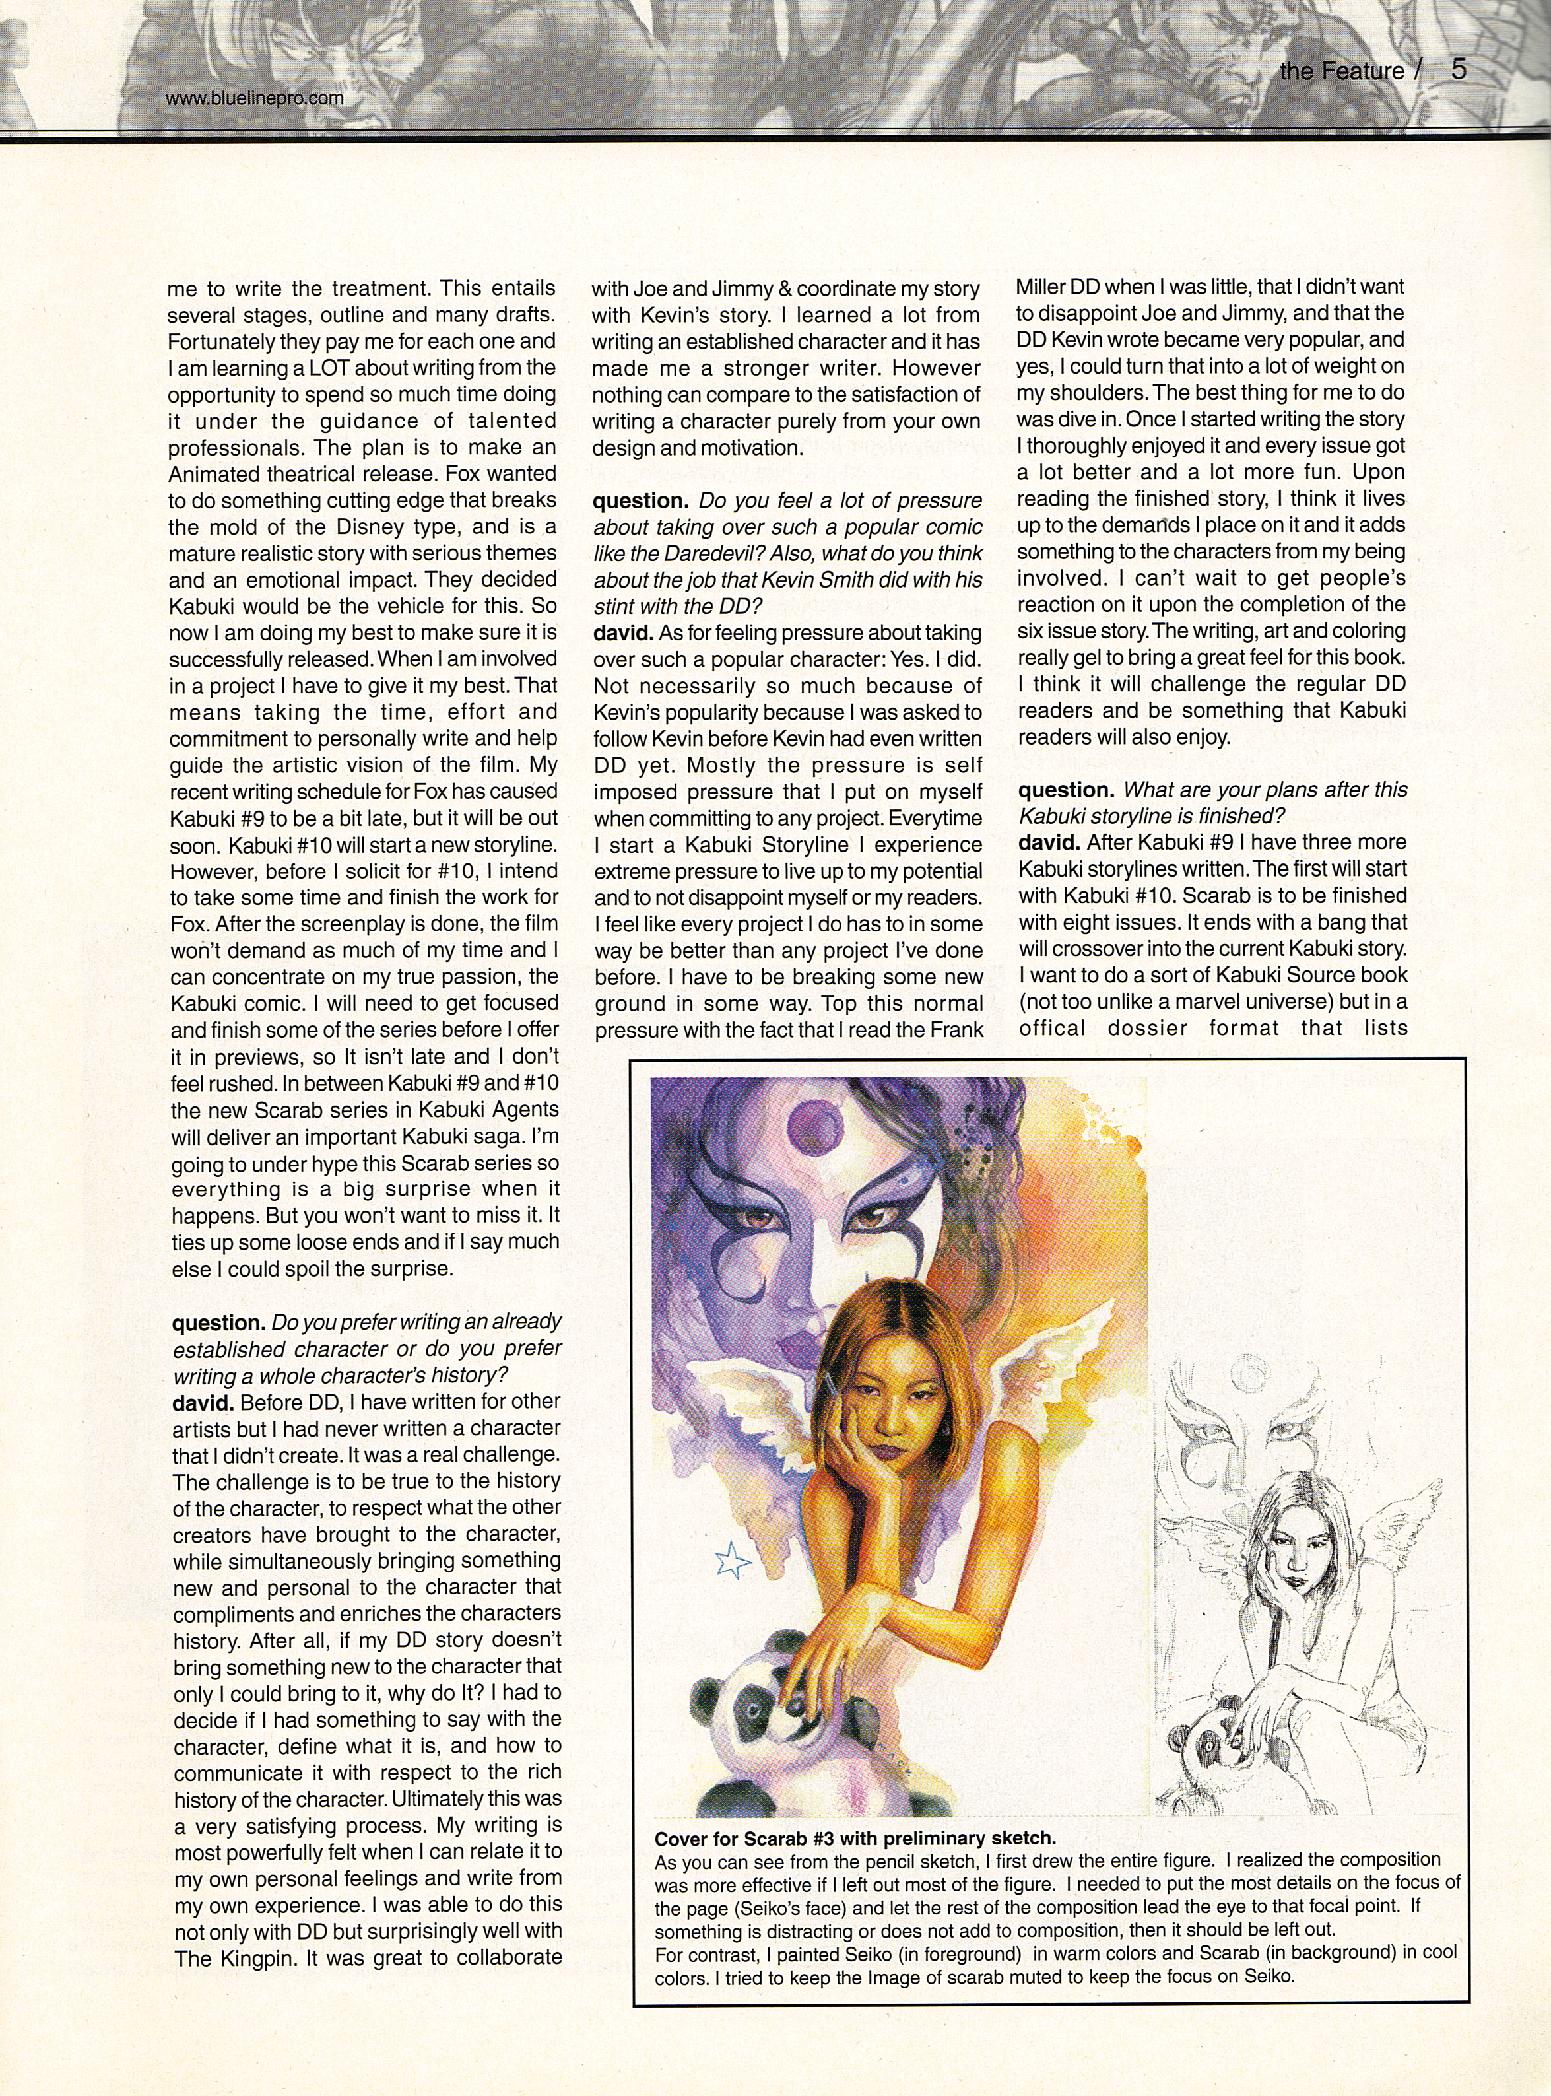 www.bluelinepro.com
the Feature / 5
me to write the treatment. This entails
several stages, outline and many drafts.
Fortunately they pay me for each one and
I am learning a LOT about writing from the
opportunity to spend so much time doing
it under the guidance of talented
professionals. The plan is to make an
Animated theatrical release. Fox wanted
to do something cutting edge that breaks
the mold of the Disney type, and is a
mature realistic story with serious themes
and an emotional impact. They decided
Kabuki would be the vehicle for this. So
now I am doing my best to make sure it is
successfully released. When I am involved
in a project I have to give it my best. That
means taking the time, effort and
commitment to personally write and help
guide the artistic vision of the film. My
recent writing schedule for Fox has caused
Kabuki #9 to be a bit late, but it will be out
soon. Kabuki #10 will start a new storyline.
However, before I solicit for #10, I intend
to take some time and finish the work for
Fox. After the screenplay is done, the film
won't demand as much of my time and I
can concentrate on my true passion, the
Kabuki comic. I will need to get focused
and finish some of the series before I offer
it in previews, so It isn't late and I don't
feel rushed. In between Kabuki #9 and #10
the new Scarab series in Kabuki Agents
will deliver an important Kabuki saga. I'm
going to under hype this Scarab series so
everything is a big surprise when it
happens. But you won't want to miss it. It
ties up some loose ends and if I say much
else I could spoil the surprise.
question. Do you prefer writing an already
established character or do you prefer
writing a whole character's history?
david. Before DD, I have written for other
artists but I had never written a character
that I didn't create. It was a real challenge.
The challenge is to be true to the history
of the character, to respect what the other
creators have brought to the character,
while simultaneously bringing something
new and personal to the character that
compliments and enriches the characters
history. After all, if my DD story doesn't
bring something new to the character that
only I could bring to it, why do It? I had to
decide if I had something to say with the
character, define what it is, and how to
communicate it with respect to the rich
history of the character. Ultimately this was
a very satisfying process. My writing is
most powerfully felt when I can relate it to
my own personal feelings and write from
my own experience. I was able to do this
not only with DD but surprisingly well with
The Kingpin. It was great to collaborate
with Joe and Jimmy & coordinate my story
with Kevin's story. I learned a lot from
writing an established character and it has
made me a stronger writer. However
nothing can compare to the satisfaction of
writing a character purely from your own
design and motivation.
question. Do you feel a lot of pressure
about taking over such a popular comic
like the Daredevil? Also, what do you think
about the job that Kevin Smith did with his
stint with the DD?
david. As for feeling pressure about taking
over such a popular character: Yes. I did.
Not necessarily so much because of
Kevin's popularity because I was asked to
follow Kevin before Kevin had even written
DD yet. Mostly the pressure is self
imposed pressure that I put on myself
when committing to any project. Everytime
I start a Kabuki Storyline I experience
extreme pressure to live up to my potential
and to not disappoint myself or my readers.
I feel like every project I do has to in some
way be better than any project I've done
before. I have to be breaking some new
ground in some way. Top this normal
pressure with the fact that I read the Frank
Miller DD when I was little, that I didn't want
to disappoint Joe and Jimmy, and that the
DD Kevin wrote became very popular, and
yes, I could turn that into a lot of weight on
my shoulders. The best thing for me to do
was dive in. Once I started writing the story
I thoroughly enjoyed it and every issue got
a lot better and a lot more fun. Upon
reading the finished story, I think it lives
up to the demands I place on it and it adds
something to the characters from my being
involved. I can't wait to get people's
reaction on it upon the completion of the
six issue story. The writing, art and coloring
really gel to bring a great feel for this book.
I think it will challenge the regular DD
readers and be something that Kabuki
readers will also enjoy.
question. What are your plans after this
Kabuki storyline is finished?
david. After Kabuki #9 I have three more
Kabuki storylines written. The first will start
with Kabuki #10. Scarab is to be finished
with eight issues. It ends with a bang that
will crossover into the current Kabuki story.
I want to do a sort of Kabuki Source book
(not too unlike a marvel universe) but in a
offical dossier format that lists
MACK
Cover for Scarab #3 with preliminary sketch.
As you can see from the pencil sketch, I first drew the entire figure. I realized the composition
was more effective if I left out most of the figure. I needed to put the most details on the focus of
the page (Seiko's face) and let the rest of the composition lead the eye to that focal point. If
something is distracting or does not add to composition, then it should be left out.
For contrast, I painted Seiko (in foreground) in warm colors and Scarab (in background) in cool
colors. I tried to keep the Image of scarab muted to keep the focus on Seiko.